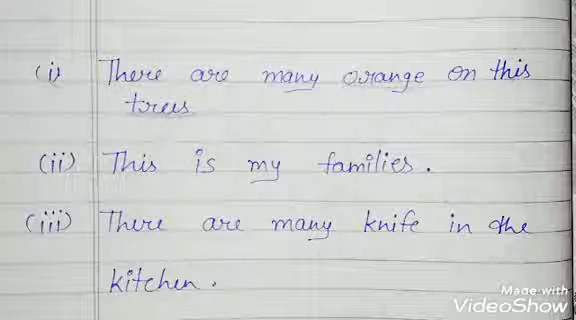 (i) There are many orange on this
trees
(ii) This is my families.
(iii) There are many knife in the
kitchen.
Made with
VideoShow